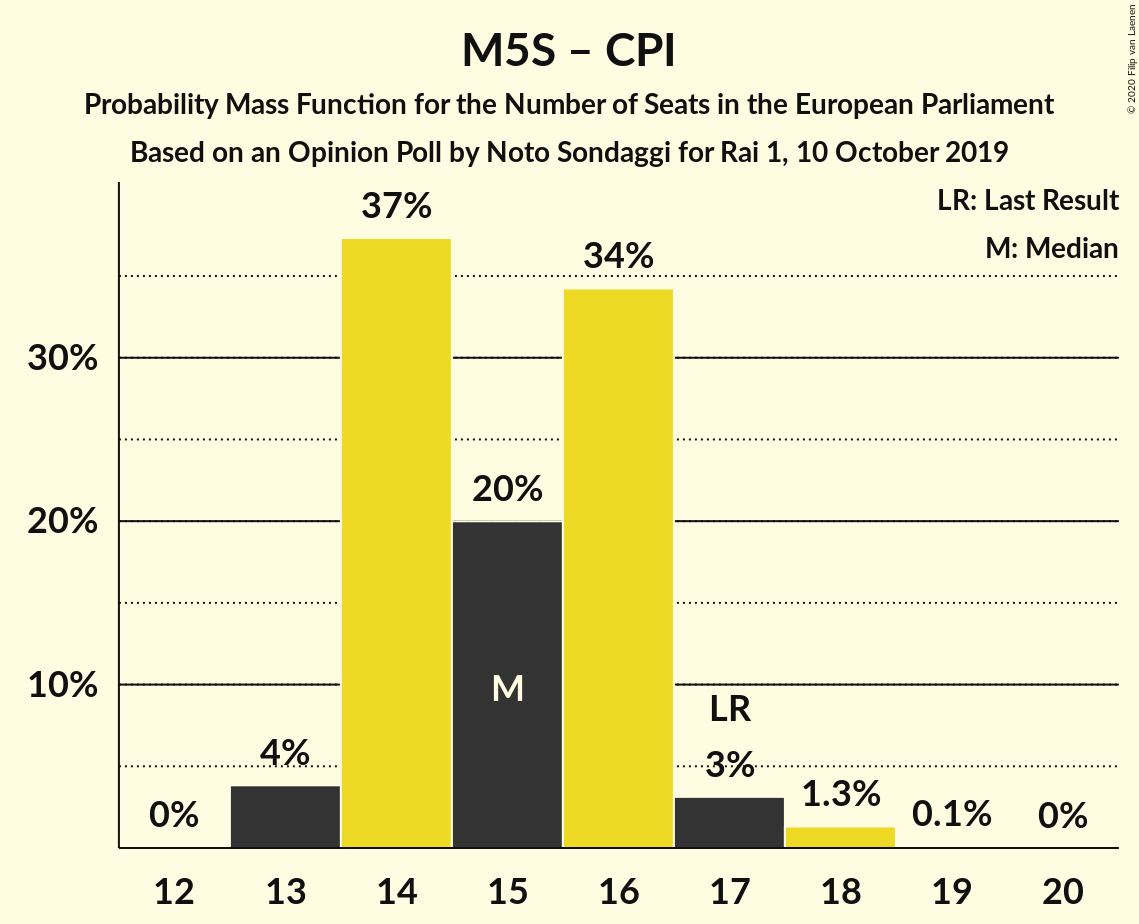 M5S – CPI
Probability Mass Function for the Number of Seats in the European Parliament
Based on an Opinion Poll by Noto Sondaggi for Rai 1, 10 October 2019
© 2020 Filip van Laenen
LR: Last Result
M: Median
37%
34%
30%
20%
20%
10%
M
LR
4%
3%
1.3%
0%
0.1%
0%
12 13 14 15 16 17 18 19 20